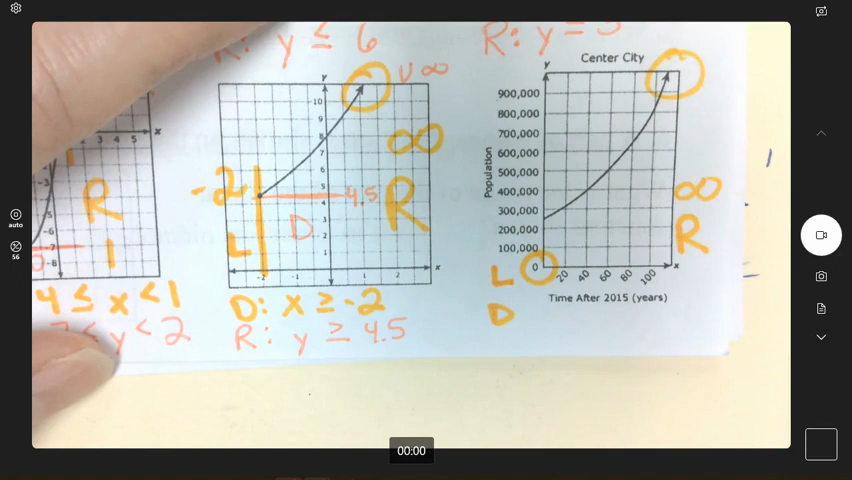 R: y ≤ 6
R: y = 3
U ∞
∞
-2
4.5
R
D
L
D: x ≥ -2
R: y ≥ 4.5
y
10
8
7
6
5
4
3
2
1
-2
-1
1
2
x
3
4
5
x
-3
-7
-8
R
1
4 ≤ x < 1
≤ y < 2
Center City
y
Population
900,000
800,000
700,000
600,000
500,000
400,000
300,000
200,000
100,000
0
20
40
60
80
100
x
Time After 2015 (years)
∞
R
L
D
auto
56
00:00